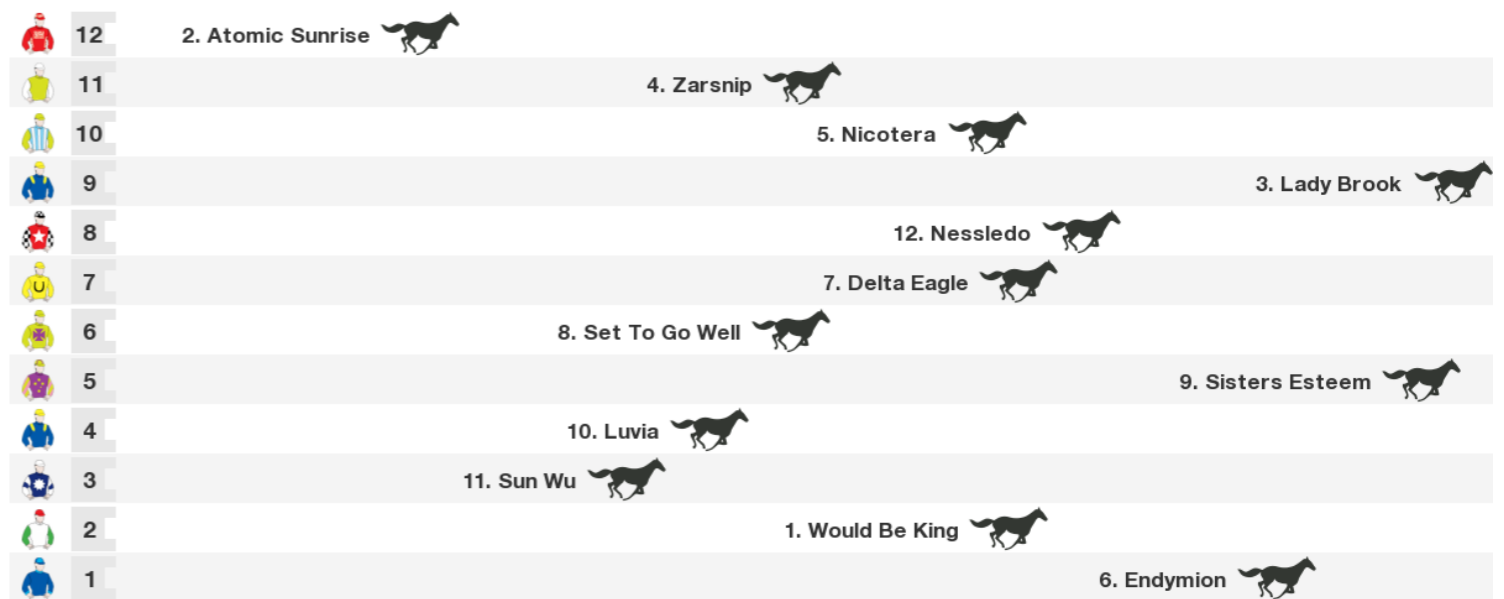 12 2. Atomic Sunrise
11 4. Zarsnip
10 5. Nicotera
9 3. Lady Brook
8 12. Nessledo
7 7. Delta Eagle
6 8. Set To Go Well
5 9. Sisters Esteem
4 10. Luvia
3 11. Sun Wu
2 1. Would Be King
1 6. Endymion